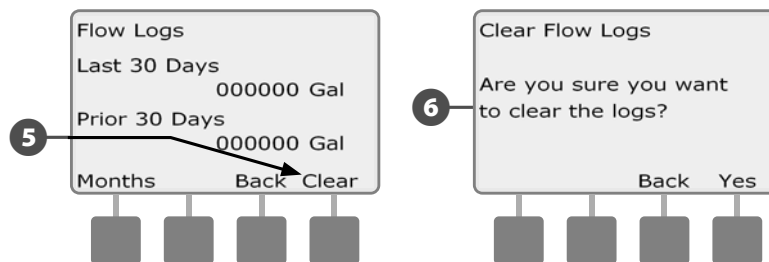 Flow Logs
Last 30 Days
000000 Gal
Prior 30 Days
000000 Gal
Months Back Clear
5
Clear Flow Logs
Are you sure you want
to clear the logs?
Back Yes
6